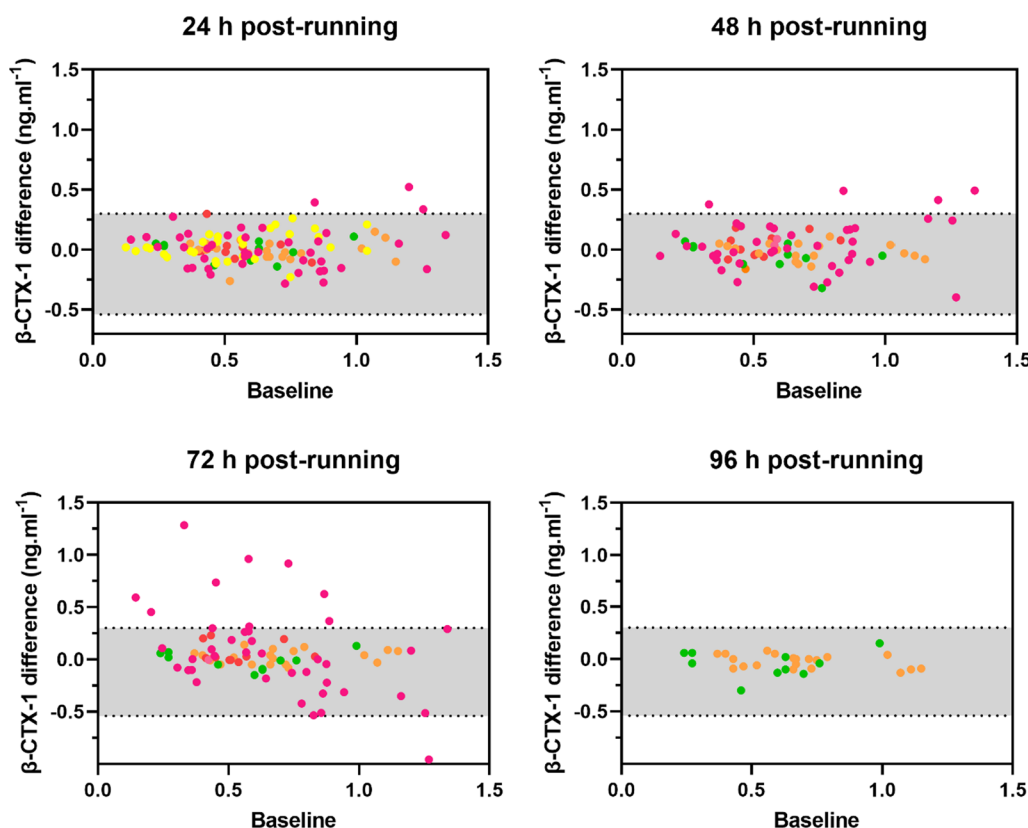 24 h post-running
β-CTX-1 difference (ng.ml⁻¹)
1.5
1.0
0.5
0.0
-0.5
0.0 0.5 1.0 1.5
Baseline
48 h post-running
β-CTX-1 difference (ng.ml⁻¹)
1.5
1.0
0.5
0.0
-0.5
0.0 0.5 1.0 1.5
Baseline
72 h post-running
β-CTX-1 difference (ng.ml⁻¹)
1.5
1.0
0.5
0.0
-0.5
0.0 0.5 1.0 1.5
Baseline
96 h post-running
β-CTX-1 difference (ng.ml⁻¹)
1.5
1.0
0.5
0.0
-0.5
0.0 0.5 1.0 1.5
Baseline